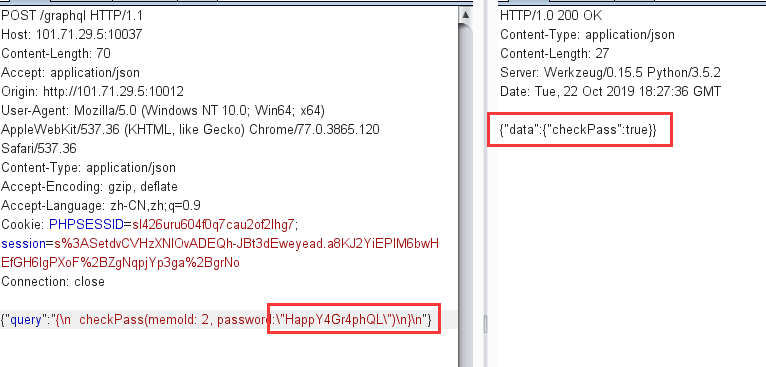 POST /graphql HTTP/1.1
Host: 101.71.29.5:10037
Content-Length: 70
Accept: application/json
Origin: http://101.71.29.5:10012
User-Agent: Mozilla/5.0 (Windows NT 10.0; Win64; x64)
AppleWebKit/537.36 (KHTML, like Gecko) Chrome/77.0.3865.120
Safari/537.36
Content-Type: application/json
Accept-Encoding: gzip, deflate
Accept-Language: zh-CN,zh;q=0.9
Cookie: PHPSESSID=sl426uru604f0q7cau2of2lhg7;
session=s%3ASetdvCVHzXNIOvADEQh-JBt3dEweyead.a8KJ2YiEPlM6bwH
EfGH6IgPXoF%2BZgNqpjYp3ga%2BgrNo
Connection: close
{"query":"{\n  checkPass(memoId: 2, password:\"HappY4Gr4phQL\")\n}\n"}
HTTP/1.0 200 OK
Content-Type: application/json
Content-Length: 27
Server: Werkzeug/0.15.5 Python/3.5.2
Date: Tue, 22 Oct 2019 18:27:36 GMT
{"data":{"checkPass":true}}